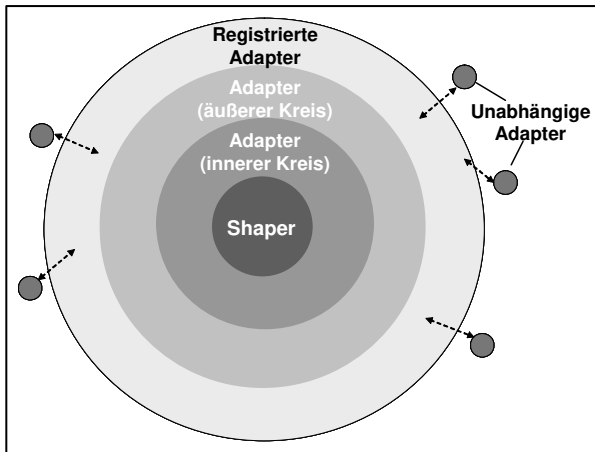 Registrierte
Adapter
Adapter
(äußerer Kreis)
Adapter
(innerer Kreis)
Shaper
Unabhängige
Adapter